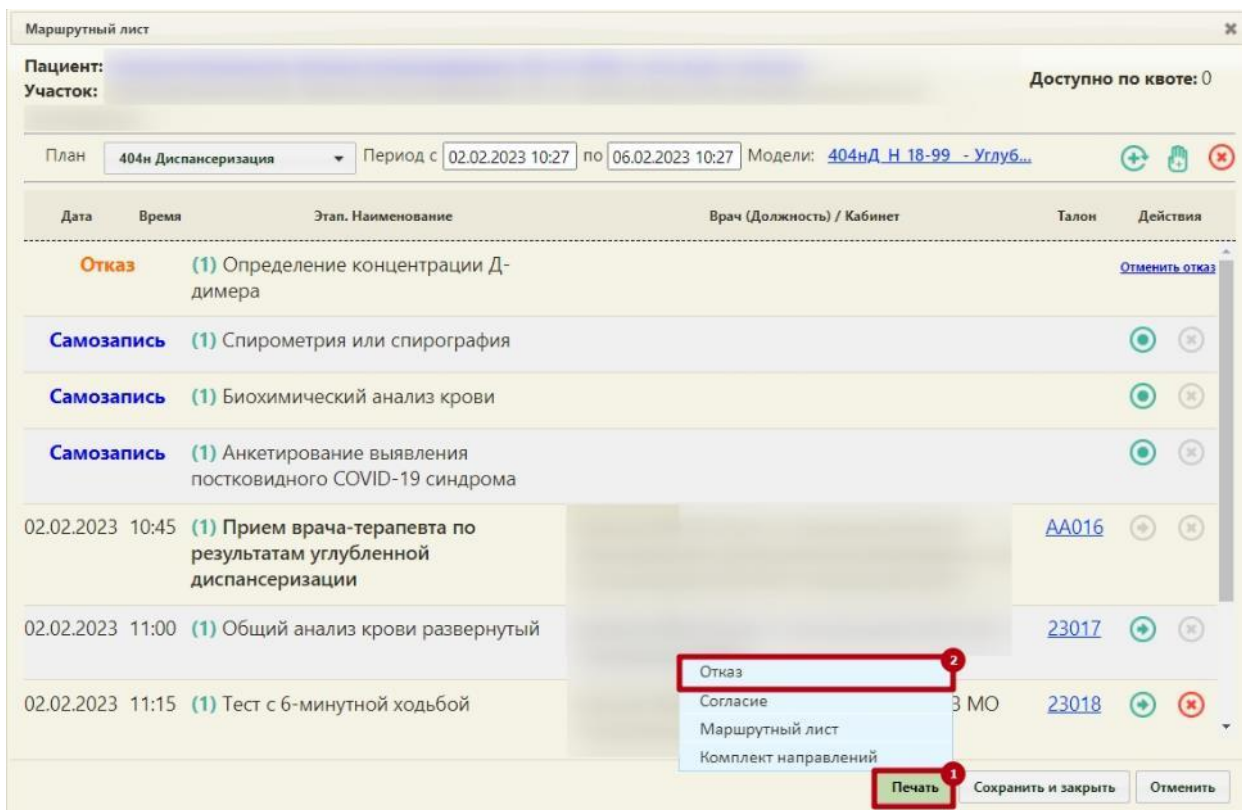 Маршрутный лист
Пациент:
Участок:
Доступно по квоте: 0
План 404н Диспансеризация Период с 02.02.2023 10:27 по 06.02.2023 10:27 Модели: 404нД_Н_18-99_ - Углуб...
Дата Время Этап. Наименование Врач (Должность) / Кабинет Талон Действия
Отказ (1) Определение концентрации Д- Отменить отказ
димера
Самозапись (1) Спирометрия или спирография
Самозапись (1) Биохимический анализ крови
Самозапись (1) Анкетирование выявления
постковидного COVID-19 синдрома
02.02.2023 10:45 (1) Прием врача-терапевта по AA016
результатам углубленной
диспансеризации
02.02.2023 11:00 (1) Общий анализ крови развернутый 23017
2
Отказ
02.02.2023 11:15 (1) Тест с 6-минутной ходьбой Согласие МО 23018
Маршрутный лист
Комплект направлений
1
Печать Сохранить и закрыть Отменить